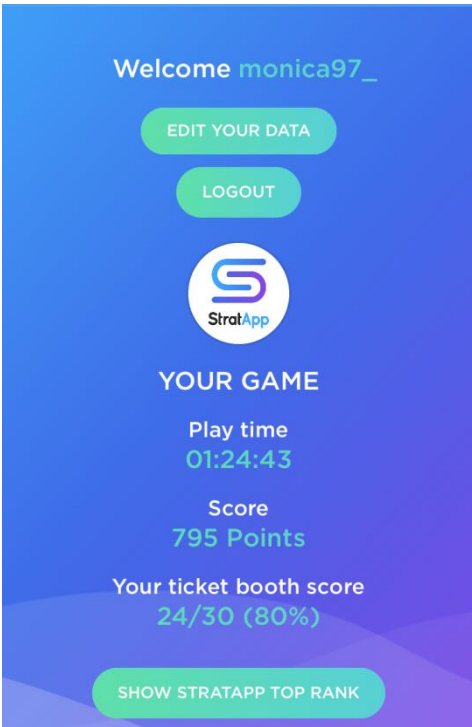 Welcome monica97_
EDIT YOUR DATA
LOGOUT
StratApp
YOUR GAME
Play time
01:24:43
Score
795 Points
Your ticket booth score
24/30 (80%)
SHOW STRATAPP TOP RANK